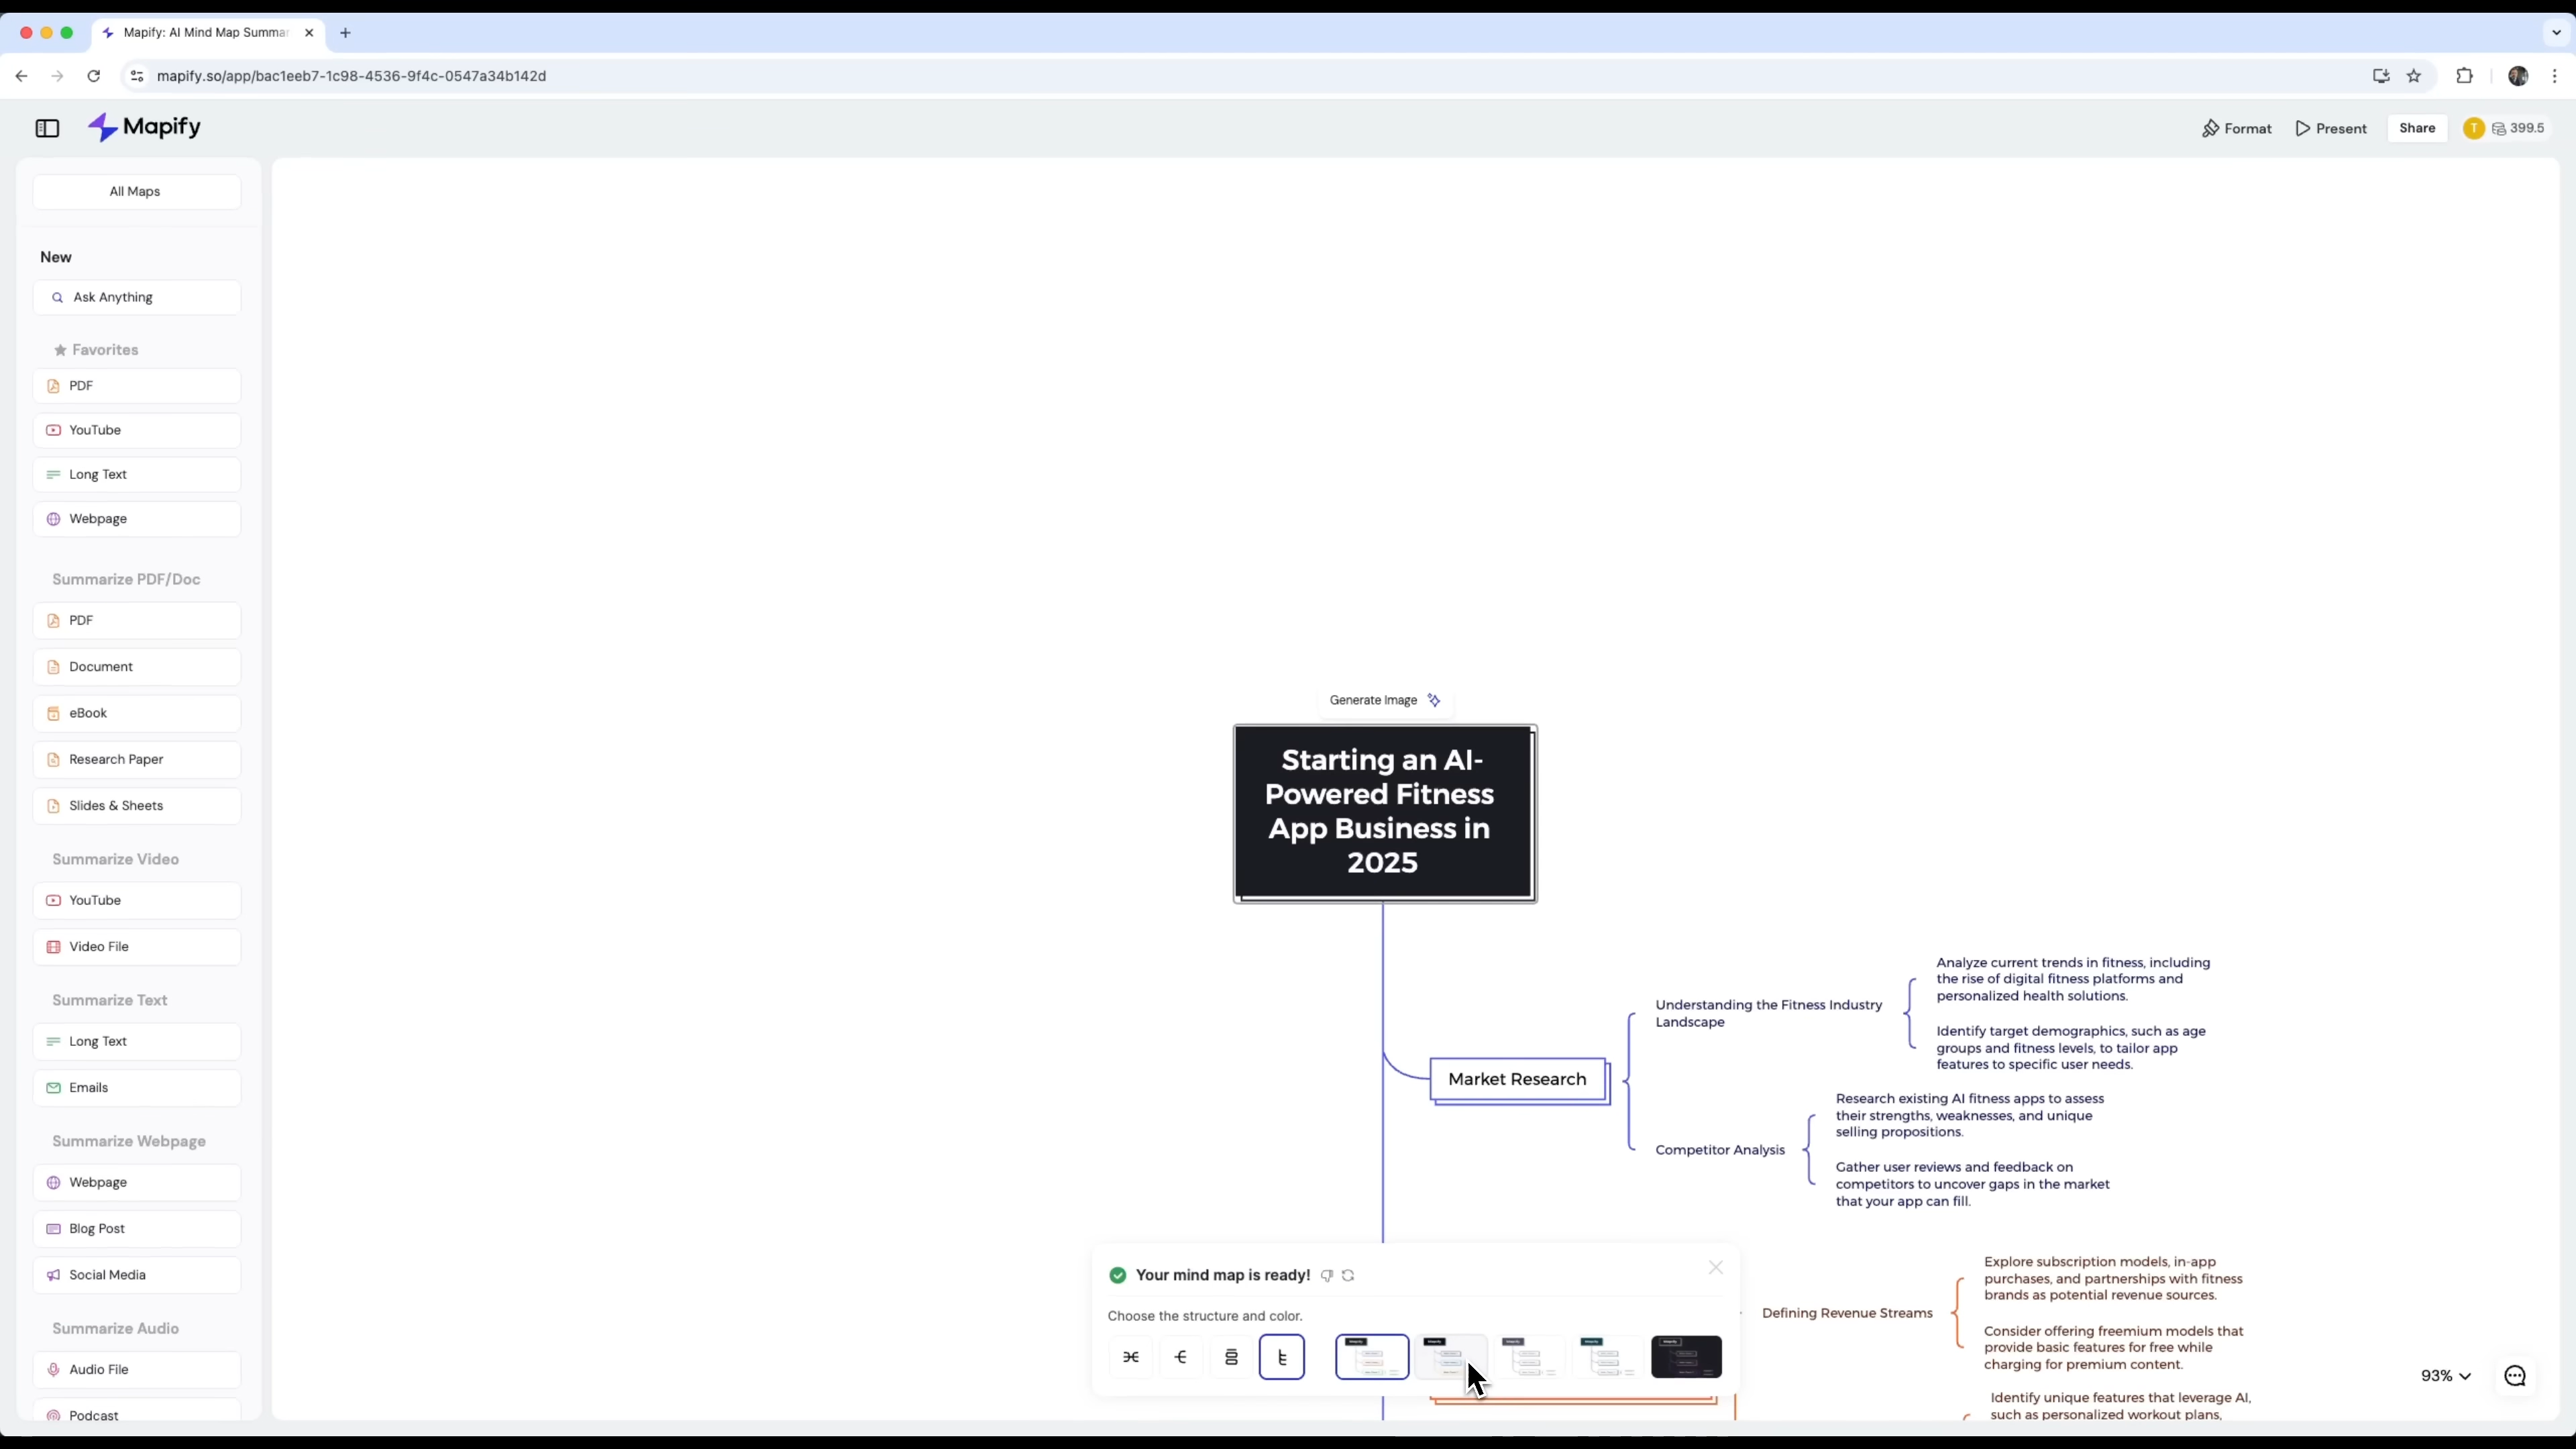 Mapify: AI Mind Map Summar
mapify.so/app/bac1eeb7-1c98-4536-9f4c-0547a34b142d
Mapify
Format
Present
Share
T
399.5
All Maps
New
Ask Anything
Favorites
PDF
YouTube
Long Text
Webpage
Summarize PDF/Doc
PDF
Document
eBook
Research Paper
Slides & Sheets
Summarize Video
YouTube
Video File
Summarize Text
Long Text
Emails
Summarize Webpage
Webpage
Blog Post
Social Media
Summarize Audio
Audio File
Podcast
Generate Image
Starting an AI-
Powered Fitness
App Business in
2025
Market Research
Understanding the Fitness Industry
Landscape
Analyze current trends in fitness, including
the rise of digital fitness platforms and
personalized health solutions.
Identify target demographics, such as age
groups and fitness levels, to tailor app
features to specific user needs.
Competitor Analysis
Research existing AI fitness apps to assess
their strengths, weaknesses, and unique
selling propositions.
Gather user reviews and feedback on
competitors to uncover gaps in the market
that your app can fill.
Defining Revenue Streams
Explore subscription models, in-app
purchases, and partnerships with fitness
brands as potential revenue sources.
Consider offering freemium models that
provide basic features for free while
charging for premium content.
Identify unique features that leverage AI,
such as personalized workout plans,
Your mind map is ready!
Choose the structure and color.
93%